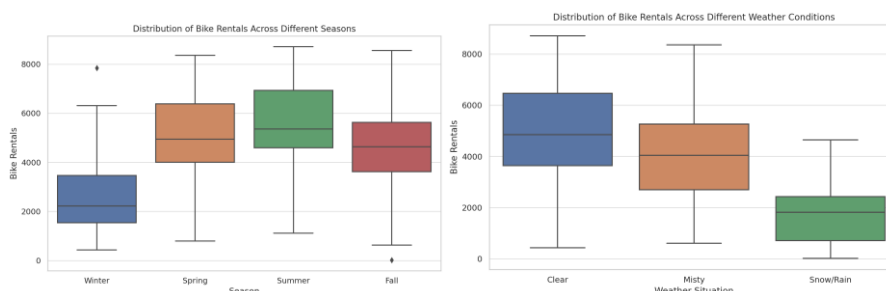 Distribution of Bike Rentals Across Different Seasons
8000
6000
4000
2000
0
Bike Rentals
Winter Spring Summer Fall
Season
Distribution of Bike Rentals Across Different Weather Conditions
8000
6000
4000
2000
0
Bike Rentals
Clear Misty Snow/Rain
Weather Situation